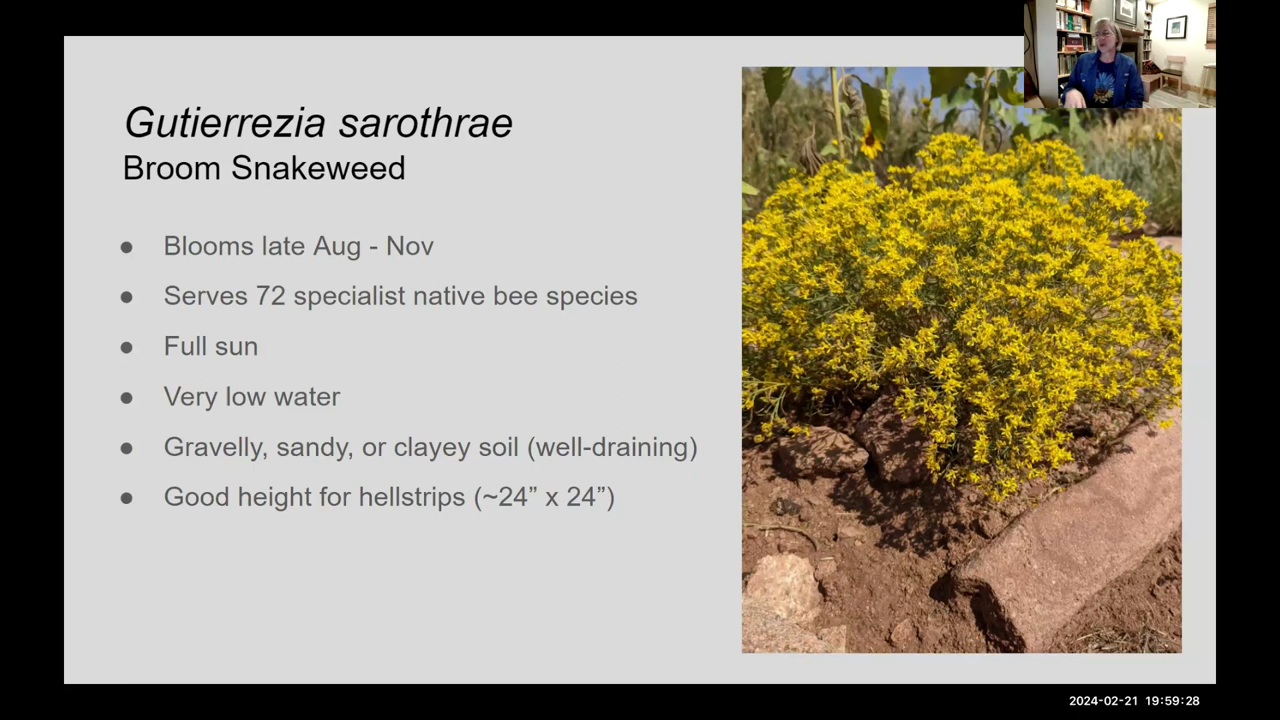 Gutierrezia sarothrae
Broom Snakeweed
● Blooms late Aug - Nov
● Serves 72 specialist native bee species
● Full sun
● Very low water
● Gravelly, sandy, or clayey soil (well-draining)
● Good height for hellstrips (~24” x 24”)
2024-02-21 19:59:28